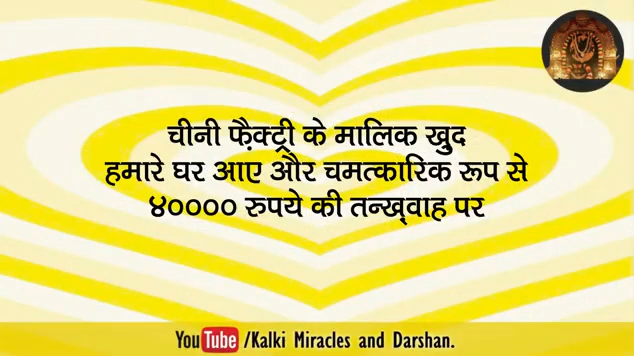 चीनी फ़ैक्ट्री के मालिक खुद
हमारे घर आए और चमत्कारिक रूप से
४०००० रुपये की तन्ख्वाह पर
YouTube /Kalki Miracles and Darshan.